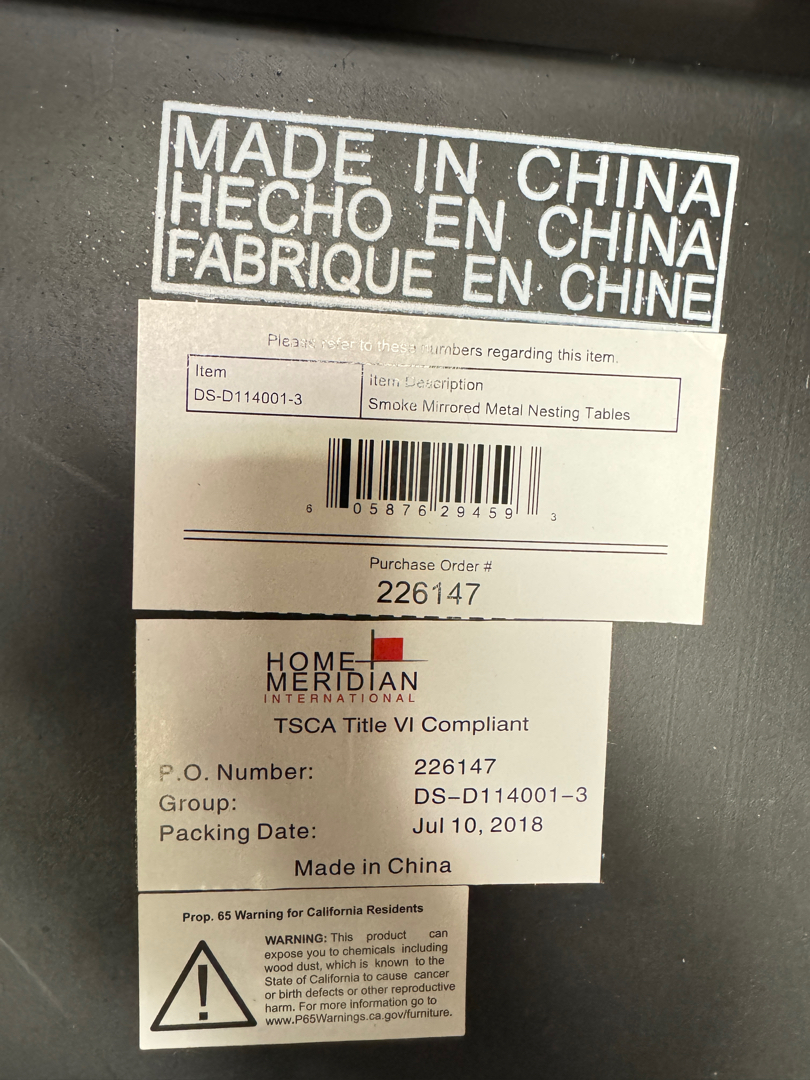 MADE IN CHINA
HECHO EN CHINA
FABRIQUE EN CHINE
Please refer to these numbers regarding this item.
Item
DS-D114001-3
Item Description
Smoke Mirrored Metal Nesting Tables
6 05876 29459 3
Purchase Order #
226147
HOME
MERIDIAN
INTERNATIONAL
TSCA Title VI Compliant
P.O. Number: 226147
Group: DS-D114001-3
Packing Date: Jul 10, 2018
Made in China
Prop. 65 Warning for California Residents
WARNING: This product can
expose you to chemicals including
wood dust, which is known to the
State of California to cause cancer
or birth defects or other reproductive
harm. For more information go to
www.P65Warnings.ca.gov/furniture.